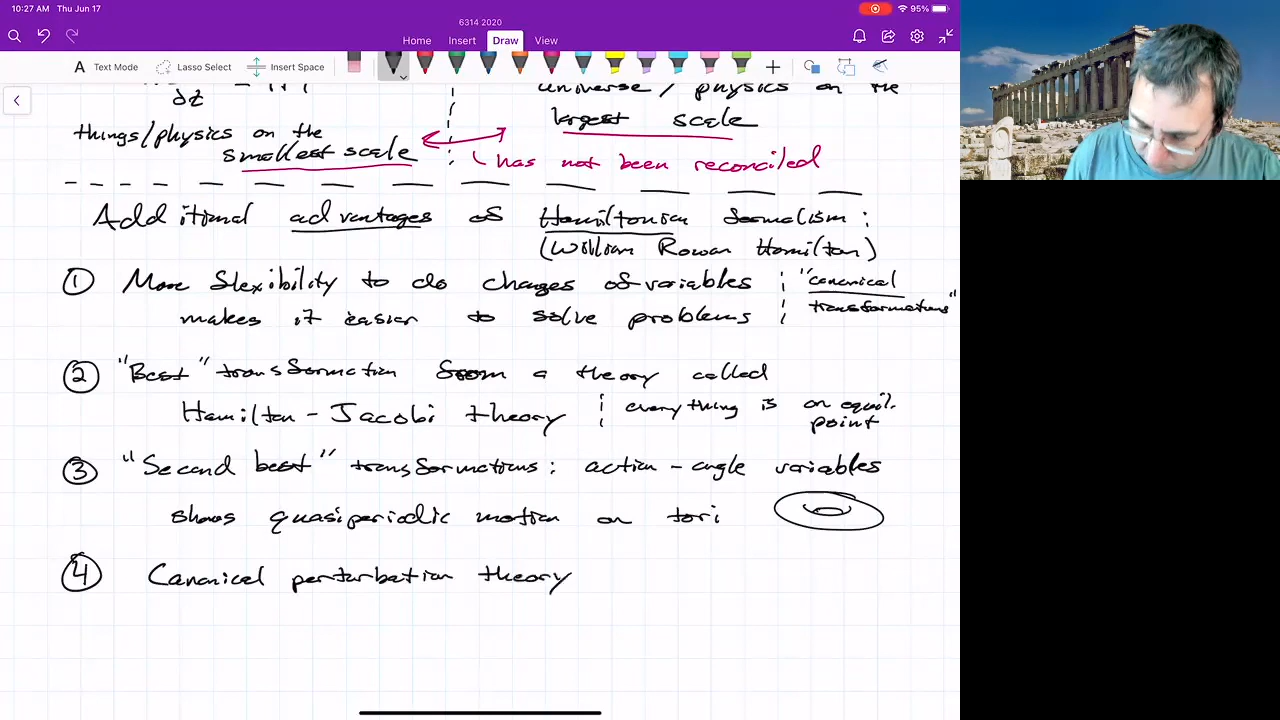 10:27 AM Thu Jun 17
95%
6314 2020
Home Insert Draw View
Text Mode Lasso Select Insert Space
∂t
universe / physics on the
largest scale
things/physics on the
smallest scale
has not been reconciled
Additional advantages of Hamiltonian formalism:
(William Rowan Hamilton)
① More flexibility to do changes of variables
makes it easier to solve problems
"canonical
transformations"
② "Best" transformation from a theory called
Hamilton-Jacobi theory
everything is an equil.
point
③ "Second best" transformations: action-angle variables
shows quasiperiodic motion on tori
④ Canonical perturbation theory